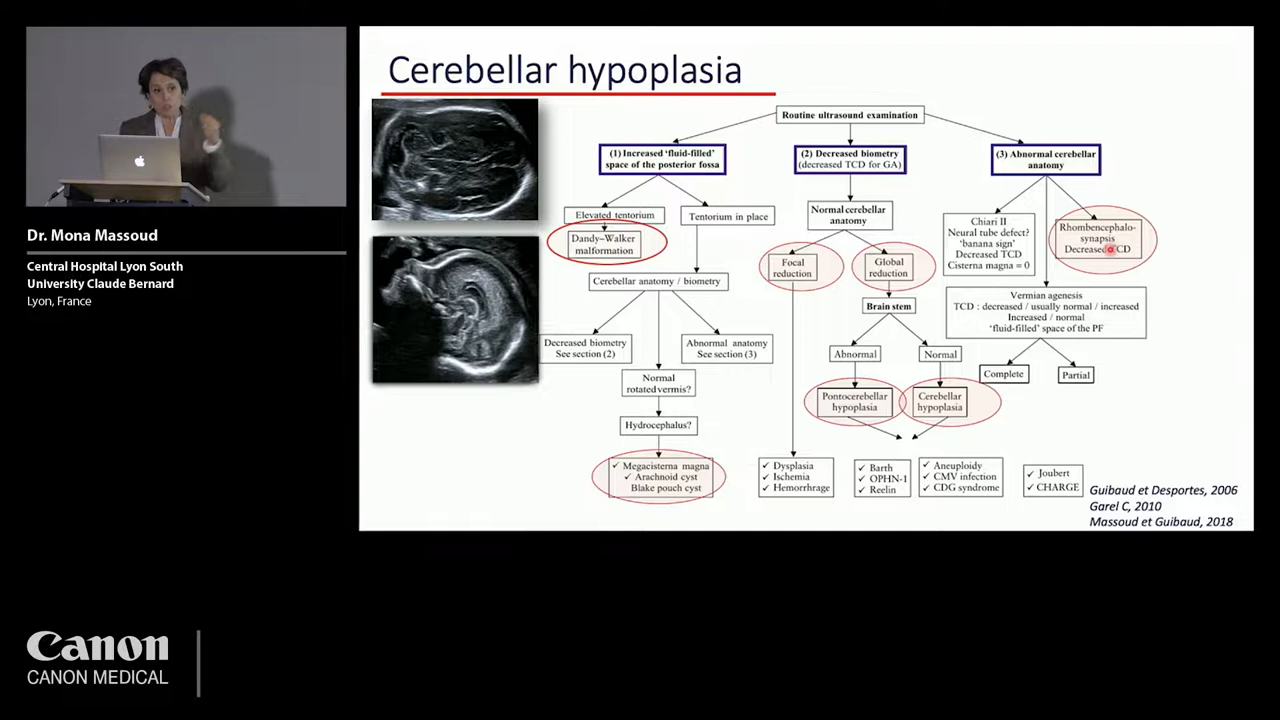 Cerebellar hypoplasia
Routine ultrasound examination
(1) Increased 'fluid-filled'
space of the posterior fossa
(2) Decreased biometry
(decreased TCD for GA)
(3) Abnormal cerebellar
anatomy
Elevated tentorium
Tentorium in place
Dandy–Walker
malformation
Cerebellar anatomy / biometry
Decreased biometry
See section (2)
Abnormal anatomy
See section (3)
Normal
rotated vermis?
Hydrocephalus?
✓ Megacisterna magna
✓ Arachnoid cyst
Blake pouch cyst
Normal cerebellar
anatomy
Focal
reduction
Global
reduction
Brain stem
Abnormal
Normal
Pontocerebellar
hypoplasia
Cerebellar
hypoplasia
✓ Dysplasia
✓ Ischemia
✓ Hemorrhage
✓ Barth
✓ OPHN-1
✓ Reelin
✓ Aneuploidy
✓ CMV infection
✓ CDG syndrome
Chiari II
Neural tube defect?
'banana sign'
Decreased TCD
Cisterna magna = 0
Rhombencephalo-
synapsis
Decreased TCD
Vermian agenesis
TCD : decreased / usually normal / increased
Increased / normal
'fluid-filled' space of the PF
Complete
Partial
✓ Joubert
✓ CHARGE
Guibaud et Desportes, 2006
Garel C, 2010
Massoud et Guibaud, 2018
Dr. Mona Massoud
Central Hospital Lyon South
University Claude Bernard
Lyon, France
Canon
CANON MEDICAL